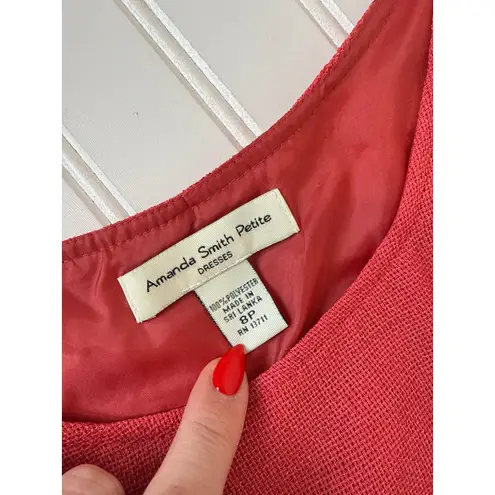 Amanda Smith Petite
DRESSES
100% POLYESTER
MADE IN
SRI LANKA
8P
RN 13711